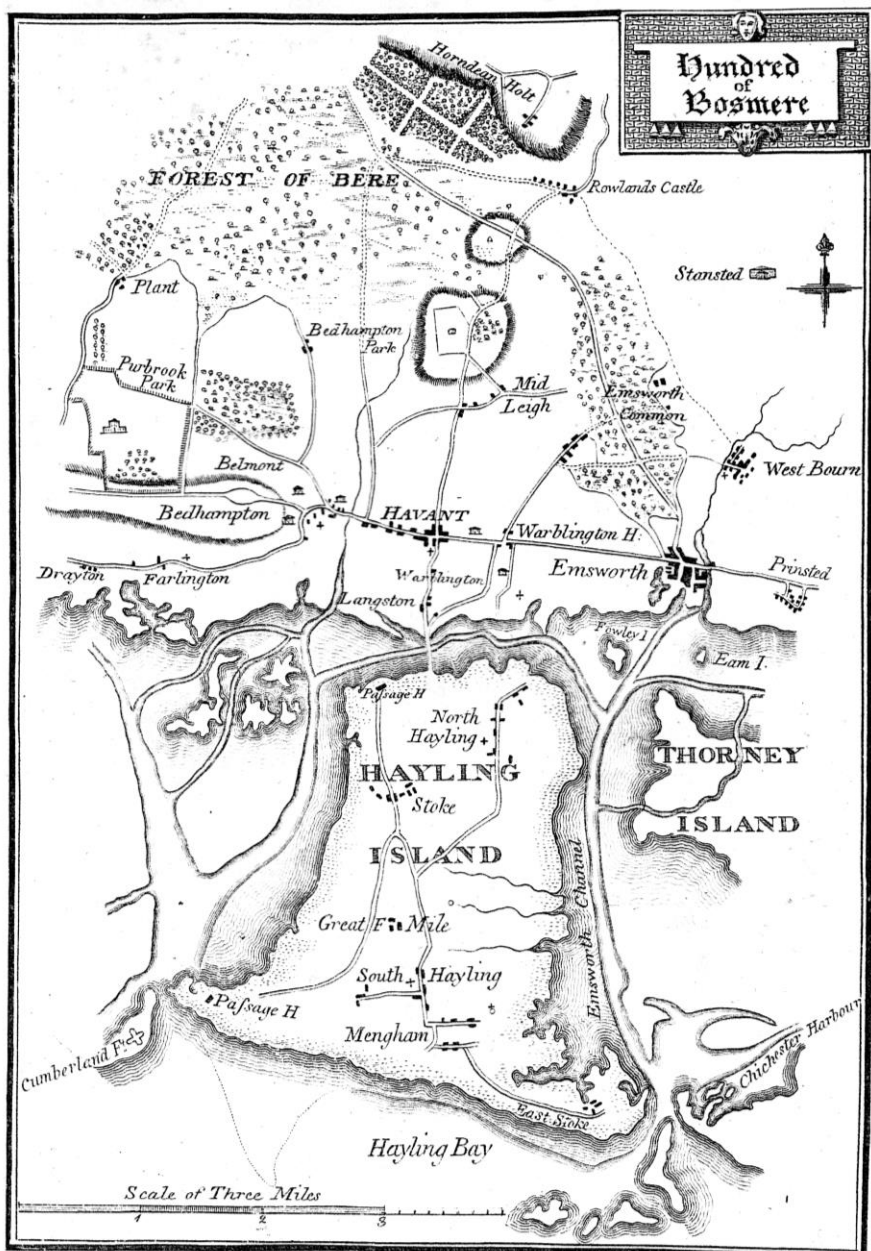 Hundred
of
Bosmere
Horndean
Holt
FOREST OF BERE
Rowlands Castle
Stansted
Plant
Bedhampton
Park
Purbrook
Park
Mid
Leigh
Emsworth
Common
West Bourn
Belmont
Bedhampton
HAVANT
Warblington H:
Emsworth
Prinsted
Drayton
Farlington
Warblington
Langston
Fowley I
Eam I.
Paſsage H
North
Hayling
HAYLING
Stoke
ISLAND
THORNEY
ISLAND
Emsworth Channel
Great F Mile
South Hayling
Paſsage H
Mengham
Cumberland F.
Chichester Harbour
East Stoke
Hayling Bay
Scale of Three Miles
1 2 3